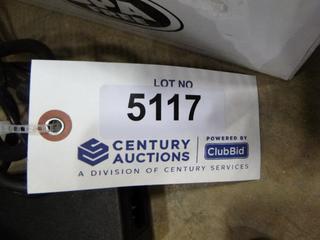 LOT NO
5117
CENTURY
AUCTIONS
POWERED BY
ClubBid
A DIVISION OF CENTURY SERVICES